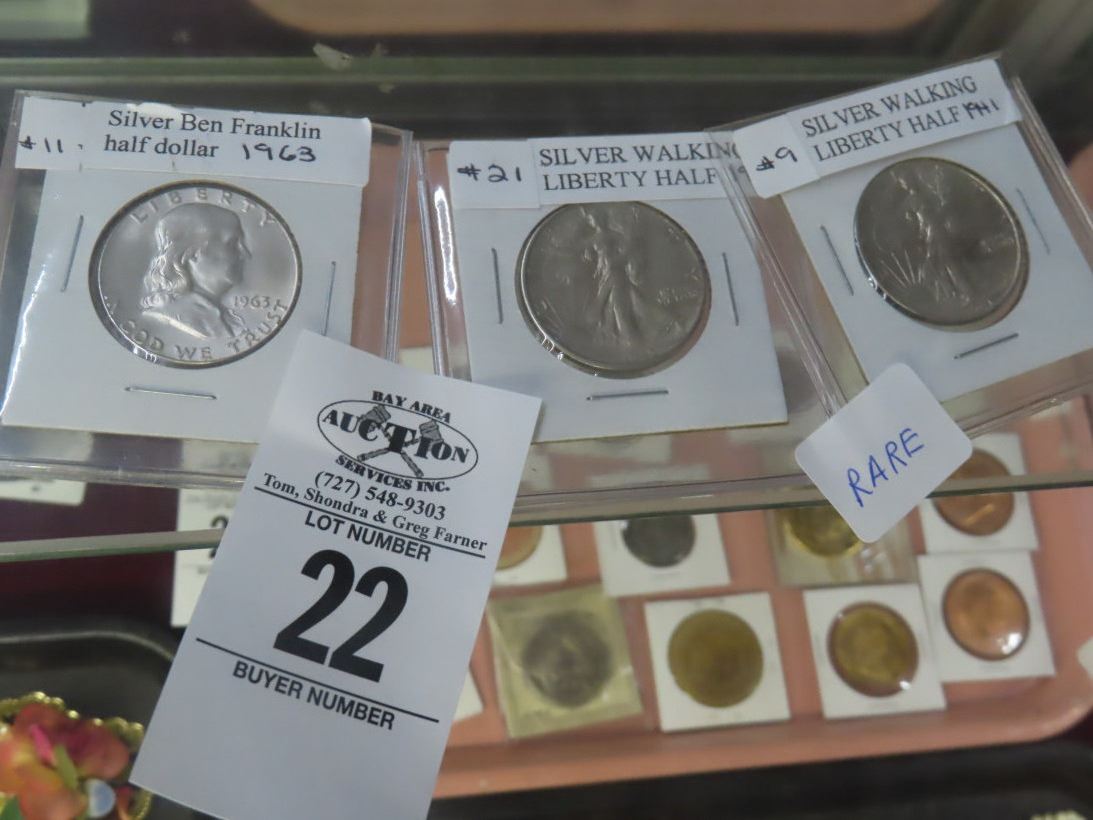 Silver Ben Franklin
#11 half dollar 1963
LIBERTY
1963
GOD WE TRUST
#21 SILVER WALKING
LIBERTY HALF
SILVER WALKING
#9 LIBERTY HALF 1941
RARE
BAY AREA
AUCTION
SERVICES INC.
(727) 548-9303
Tom, Shondra & Greg Farner
LOT NUMBER
22
BUYER NUMBER